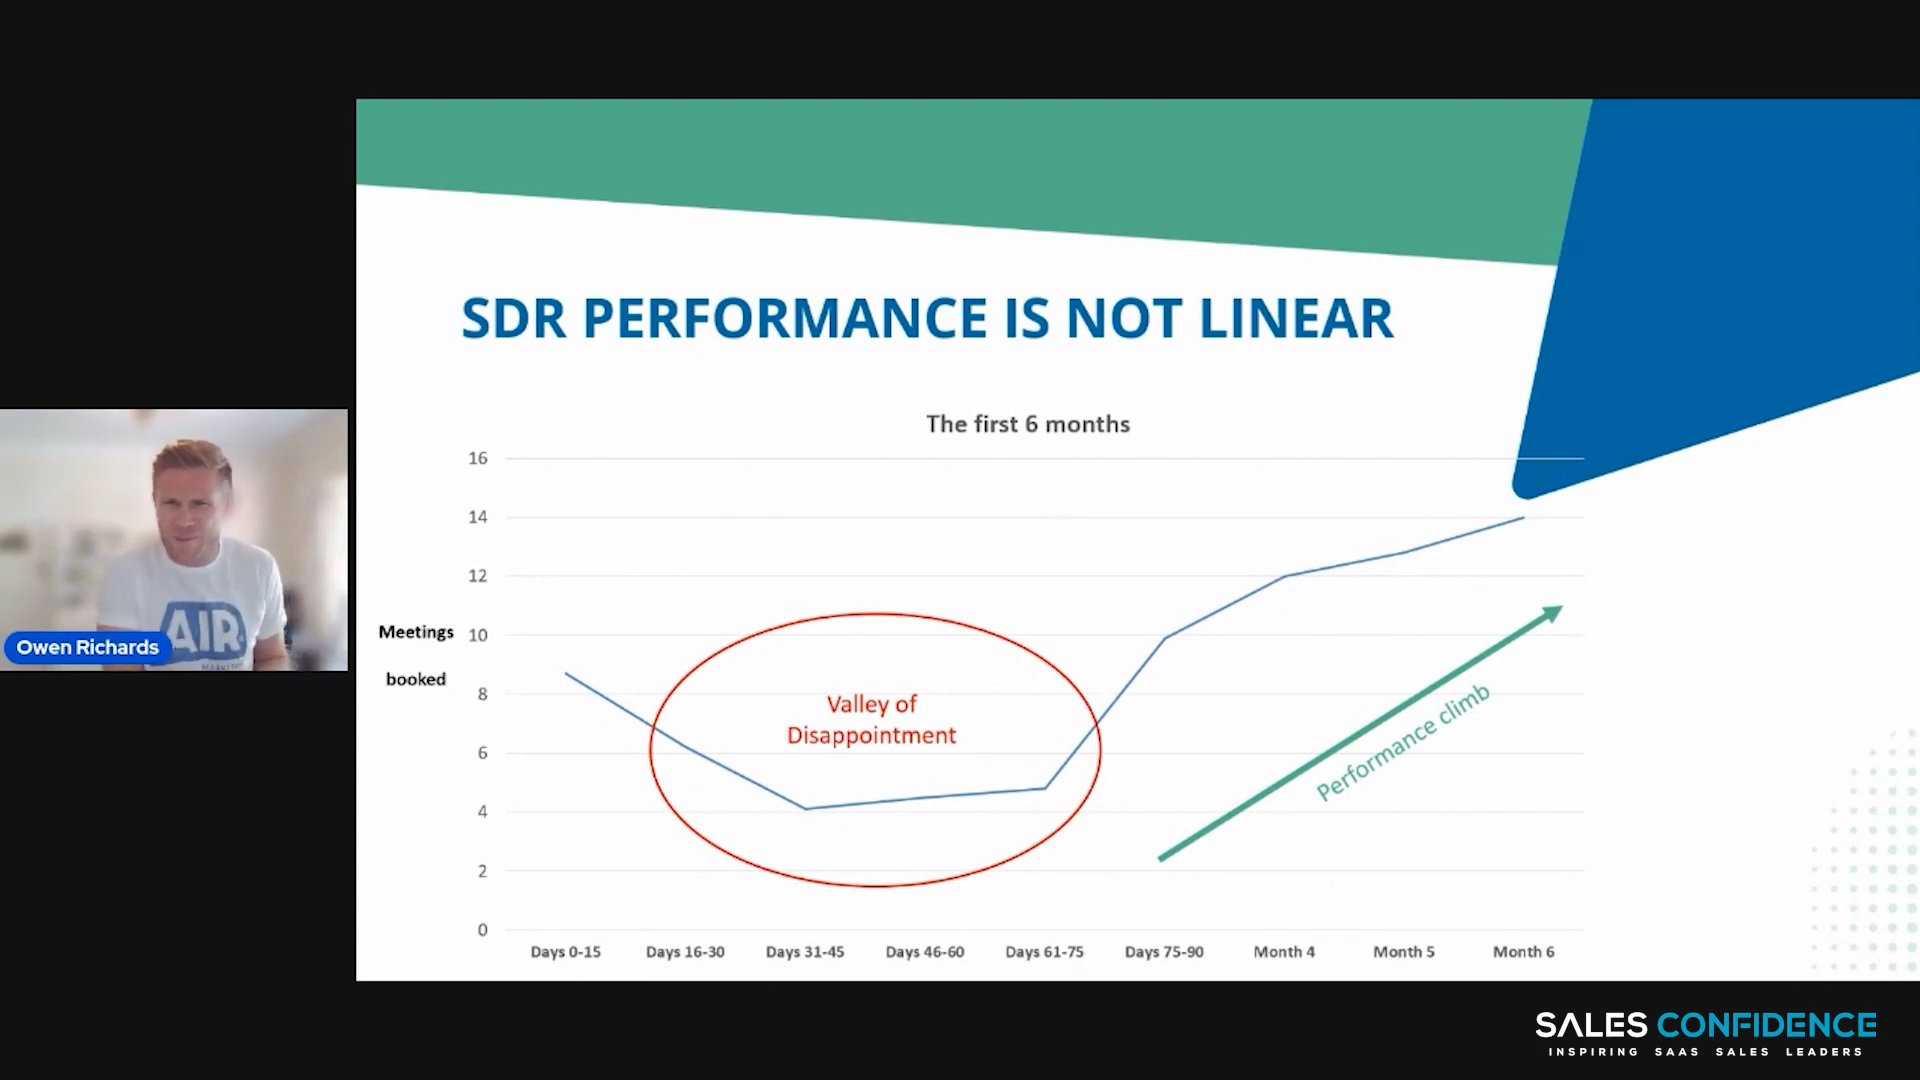 SDR PERFORMANCE IS NOT LINEAR
The first 6 months
16
14
12
Meetings
booked
10
8
6
4
2
0
Valley of
Disappointment
Performance climb
Days 0-15
Days 16-30
Days 31-45
Days 46-60
Days 61-75
Days 75-90
Month 4
Month 5
Month 6
AIR
Owen Richards
SALES CONFIDENCE
INSPIRING SAAS SALES LEADERS